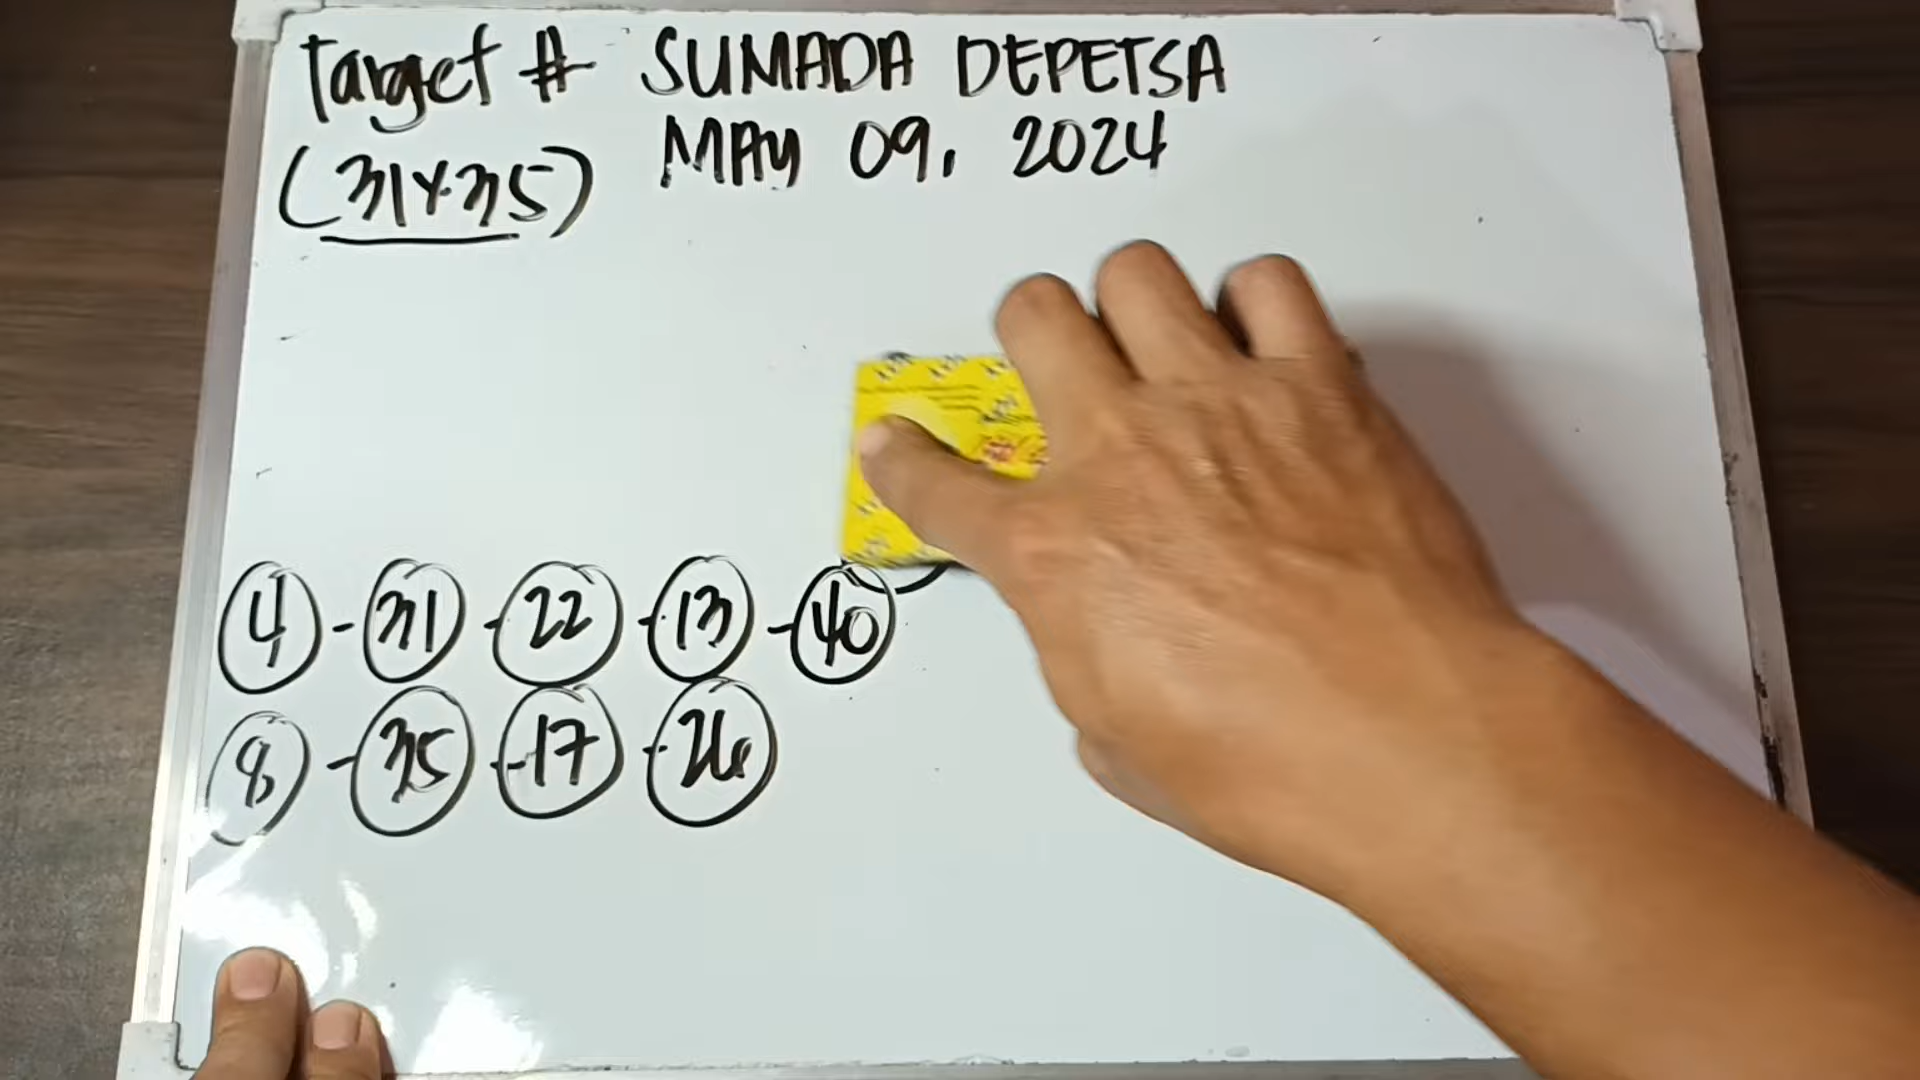 Target # SUMADA DEPETSA
(31 y 35) MAY 09, 2024
4 - 31 - 22 - 13 - 40
8 - 35 - 17 - 26